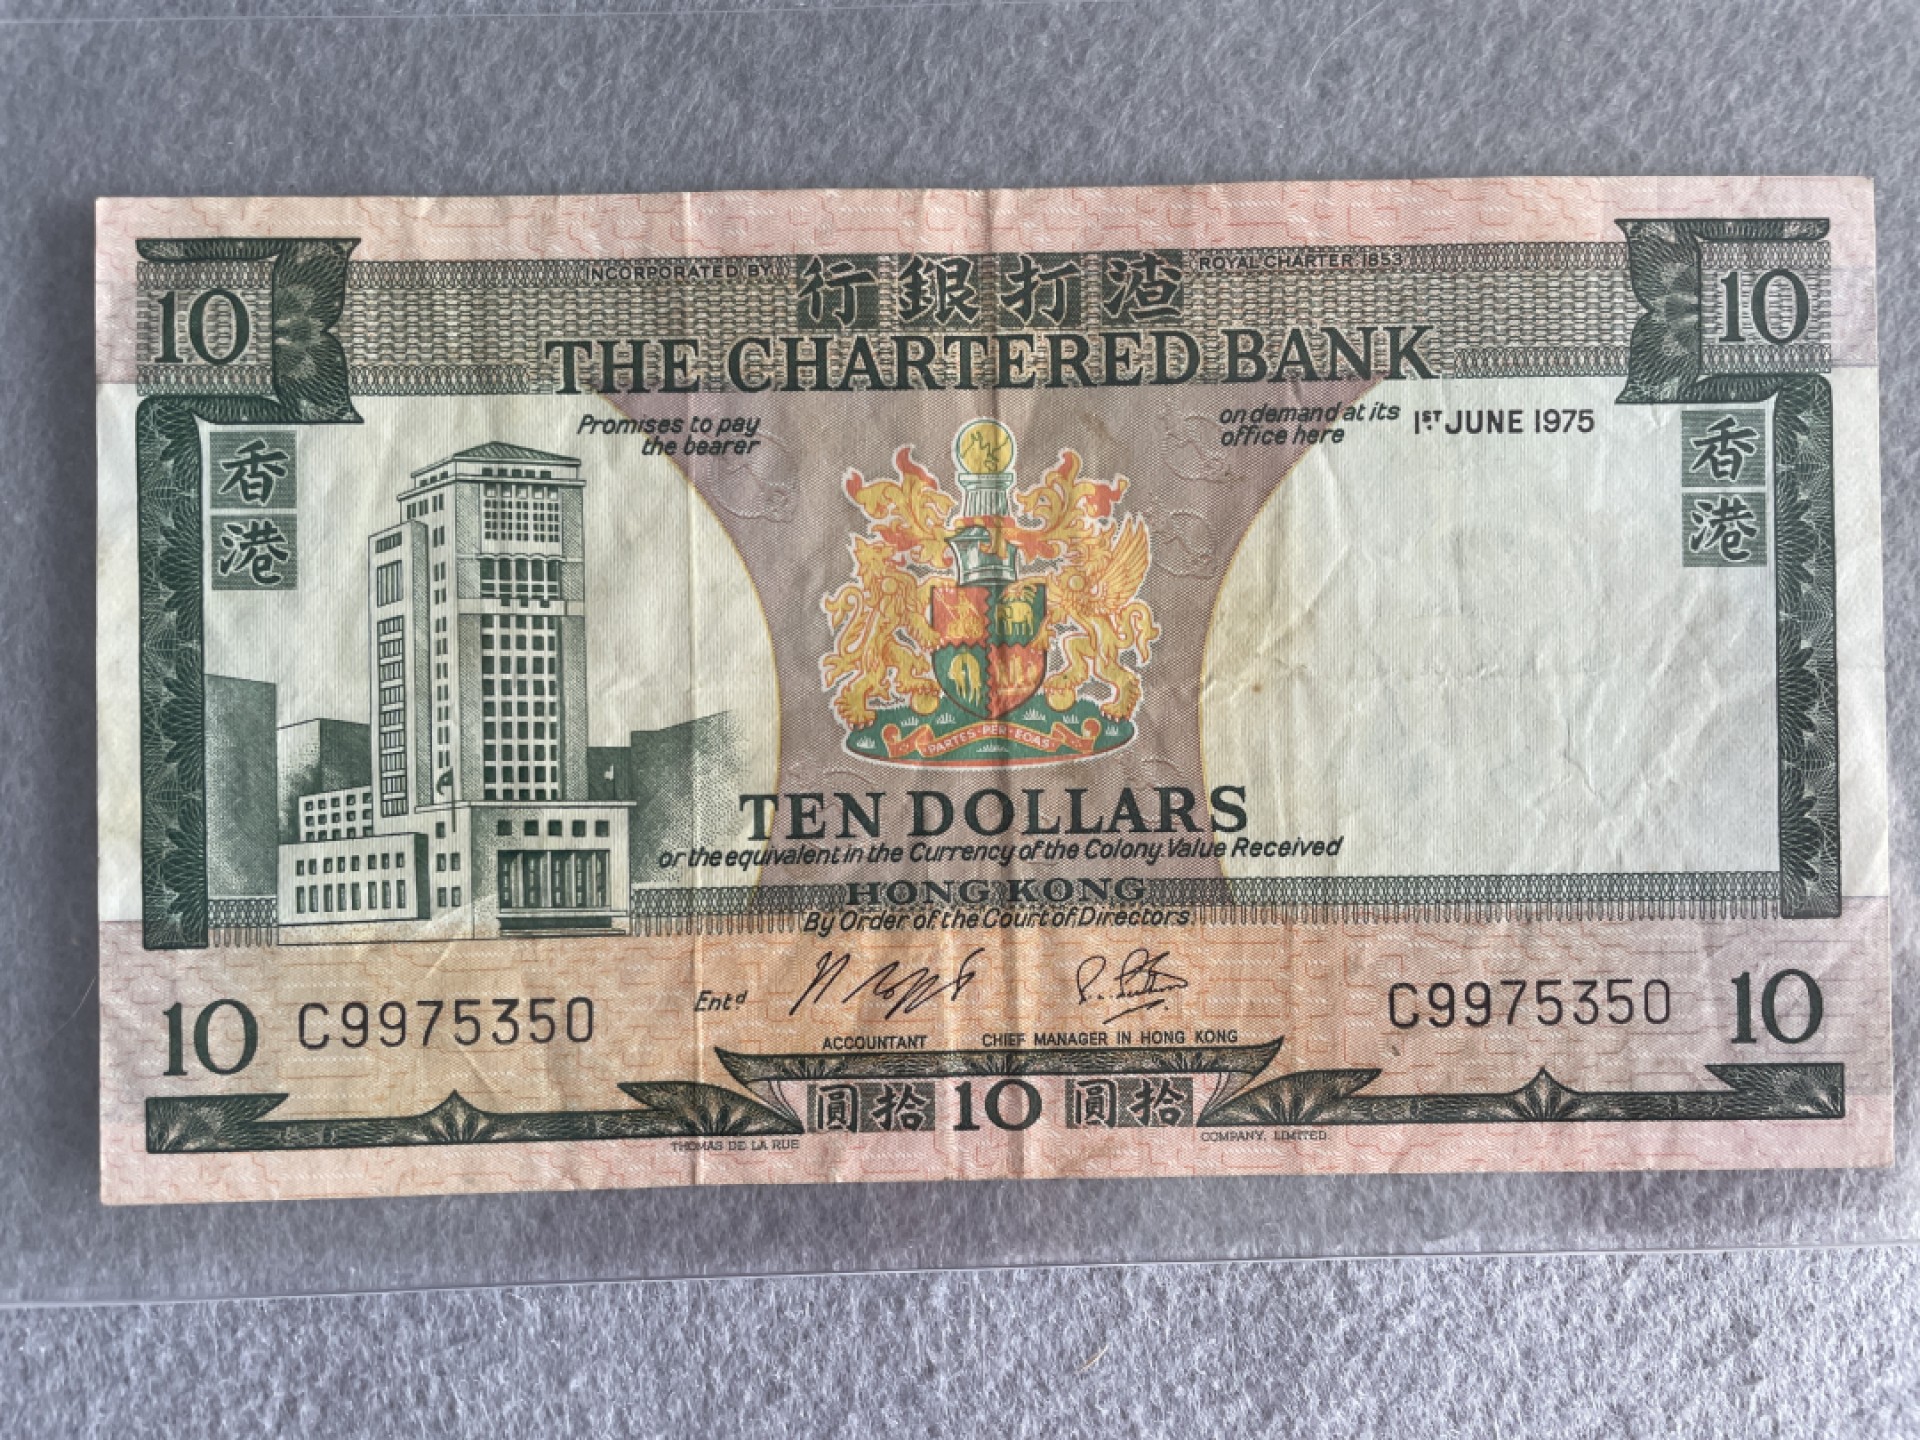 INCORPORATED BY 行銀打渣 ROYAL CHARTER 1853
10 10
THE CHARTERED BANK
Promises to pay
the bearer
on demand at its
office here
1ST JUNE 1975
香港
香港
PARTES·PER·EOAS
TEN DOLLARS
or the equivalent in the Currency of the Colony. Value Received
HONG KONG
By Order of the Court of Directors.
10 C9975350 Entd C9975350 10
ACCOUNTANT CHIEF MANAGER IN HONG KONG
圓拾 10 圓拾
THOMAS DE LA RUE COMPANY, LIMITED